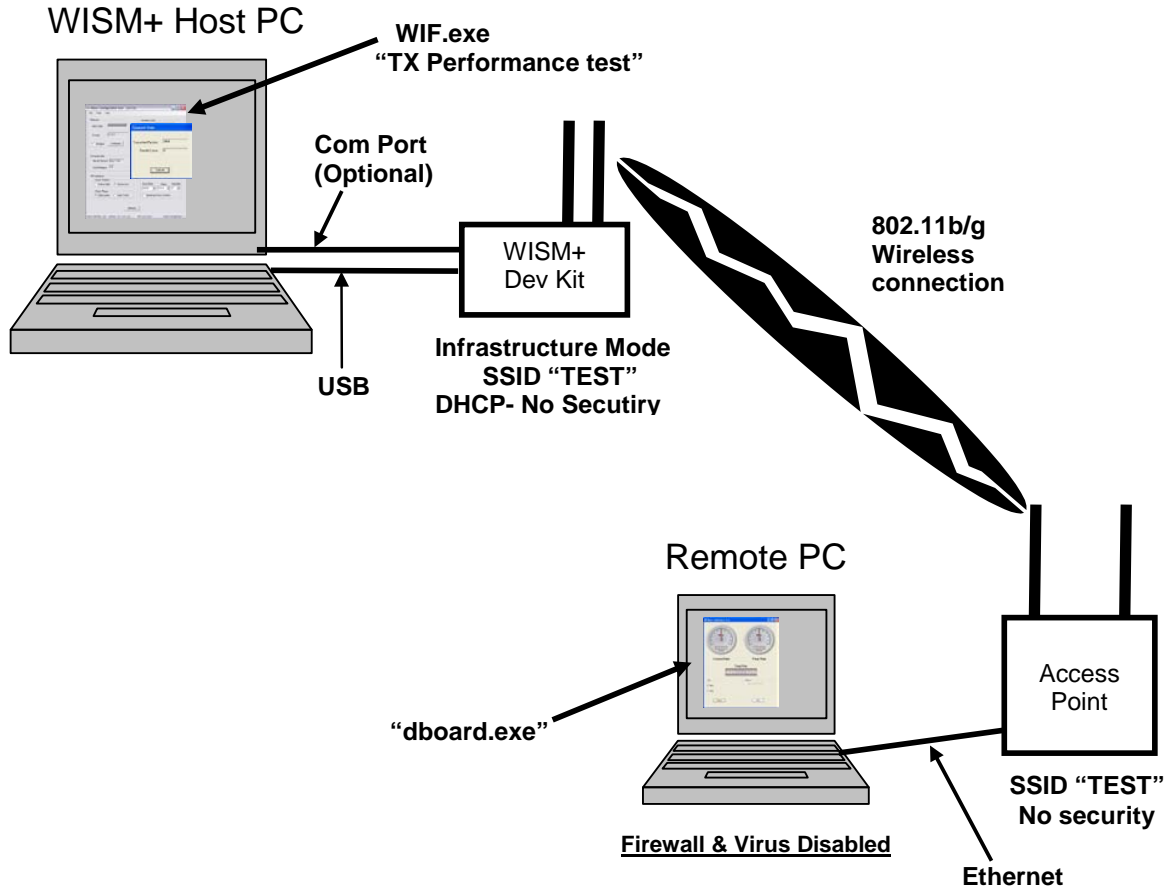 WISM+ Host PC
WIF.exe
“TX Performance test”
Com Port
(Optional)
802.11b/g
Wireless
connection
WISM+
Dev Kit
Infrastructure Mode
SSID “TEST”
DHCP- No Secutiry
USB
Remote PC
Access
Point
“dboard.exe”
SSID “TEST”
No security
Firewall & Virus Disabled
Ethernet